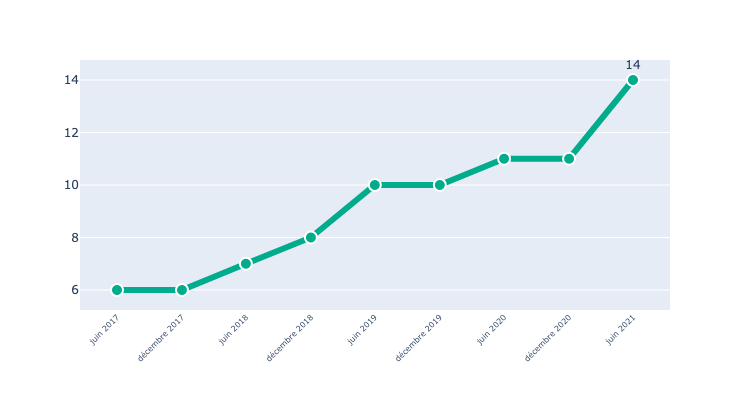 14
14
12
10
8
6
juin 2017
décembre 2017
juin 2018
décembre 2018
juin 2019
décembre 2019
juin 2020
décembre 2020
juin 2021